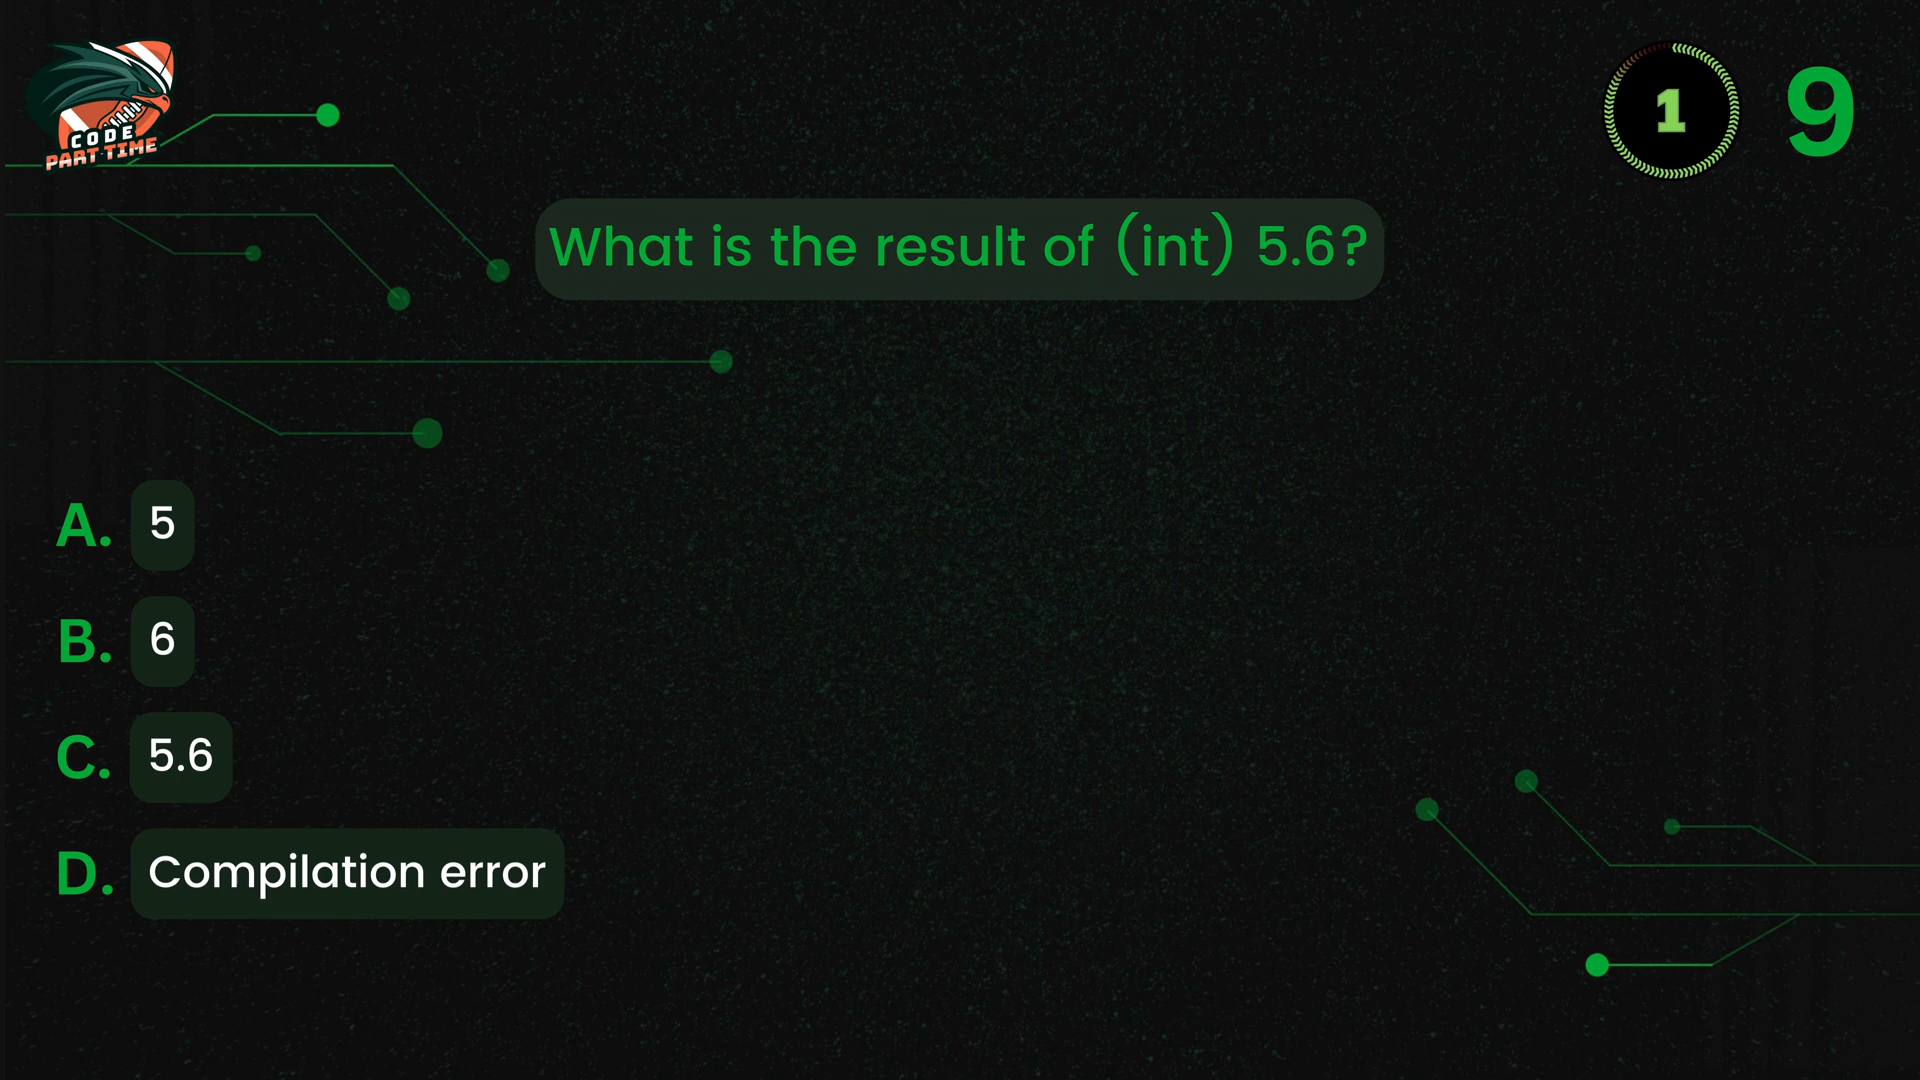 CODE
PART TIME
1
9
What is the result of (int) 5.6?
A. 5
B. 6
C. 5.6
D. Compilation error